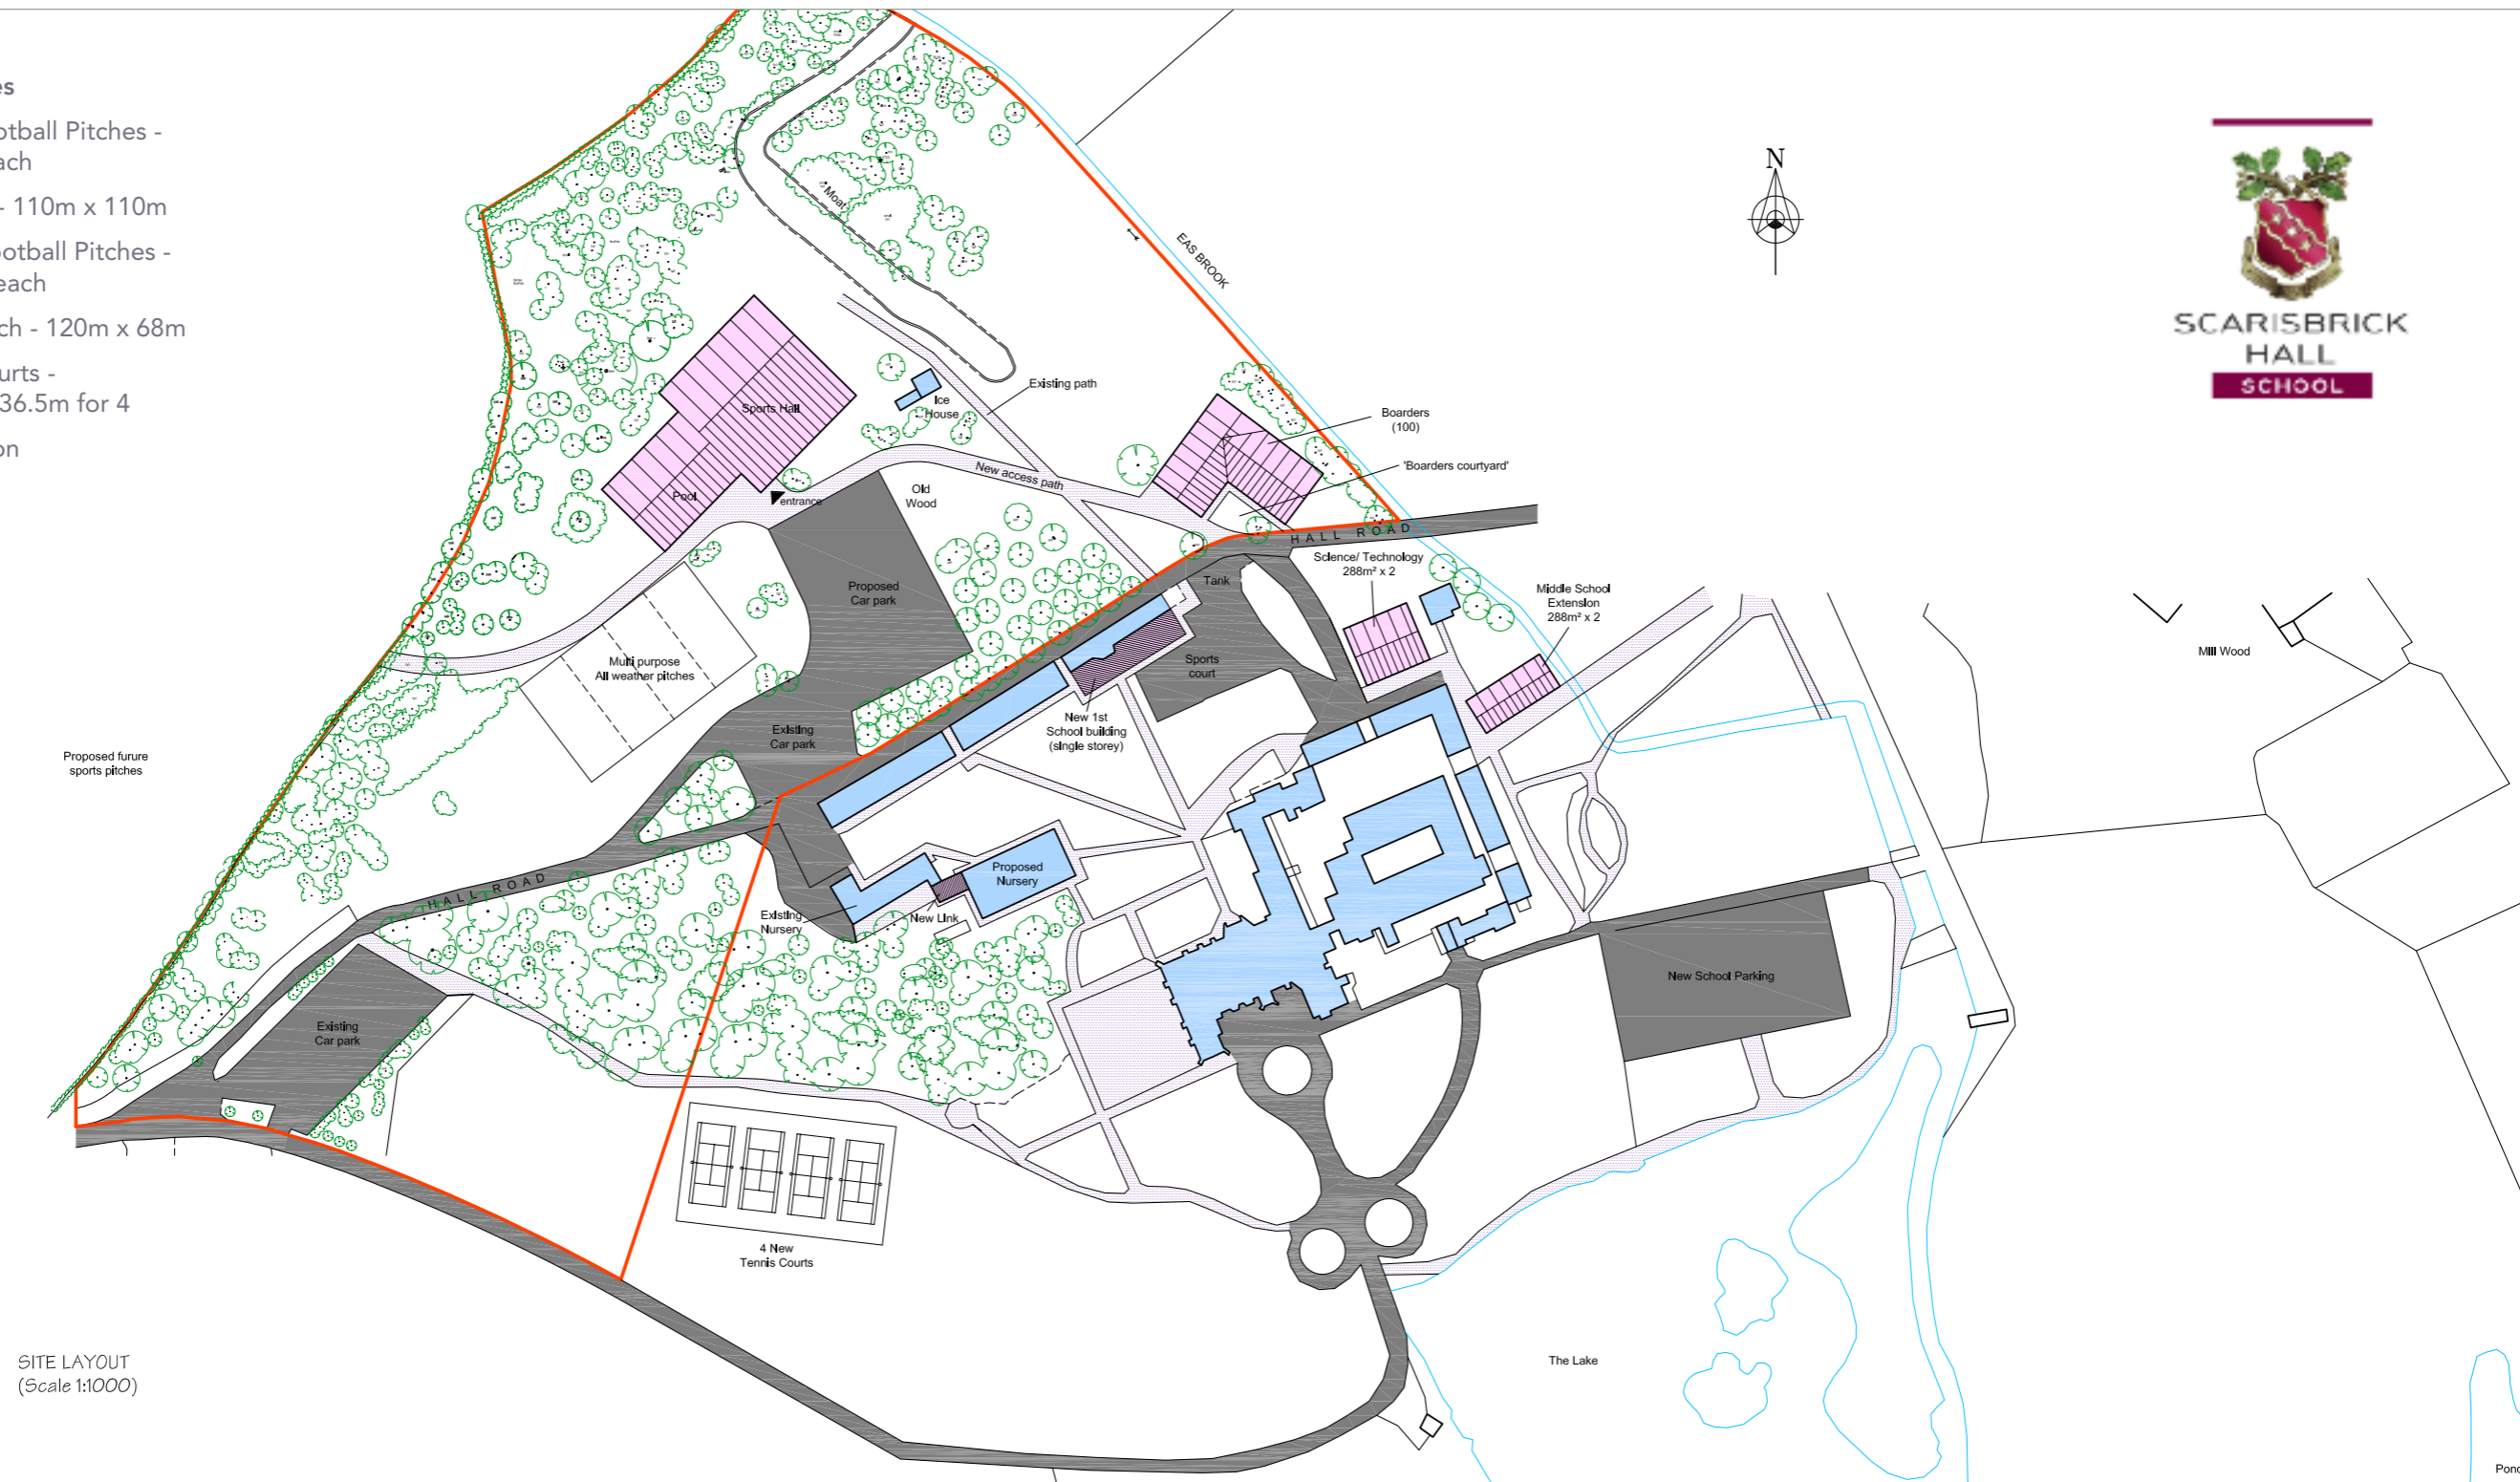 es
otball Pitches -
ach
- 110m x 110m
ootball Pitches -
each
ch - 120m x 68m
urts -
36.5m for 4
on
N
SCARISBRICK
HALL
SCHOOL
Moat
EAS BROOK
Existing path
Ice
House
Sports Hall
Pool
entrance
Old
Wood
New access path
Boarders
(100)
'Boarders courtyard'
HALL ROAD
Tank
Science/ Technology
288m² x 2
Middle School
Extension
288m² x 2
Mill Wood
Proposed
Car park
Multi purpose
All weather pitches
Sports
court
New 1st
School building
(single storey)
Existing
Car park
Proposed furure
sports pitches
HALL ROAD
Proposed
Nursery
Existing
Nursery
New Link
New School Parking
Existing
Car park
4 New
Tennis Courts
The Lake
SITE LAYOUT
(Scale 1:1000)
Pond